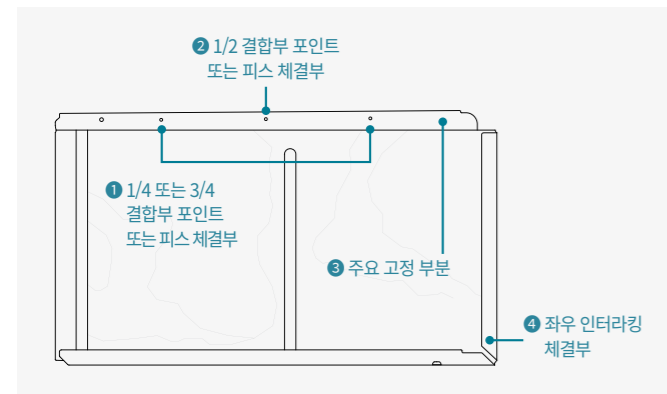 ❷ 1/2 결합부 포인트
또는 피스 체결부
❶ 1/4 또는 3/4
결합부 포인트
또는 피스 체결부
❸ 주요 고정 부분
❹ 좌우 인터라킹
체결부